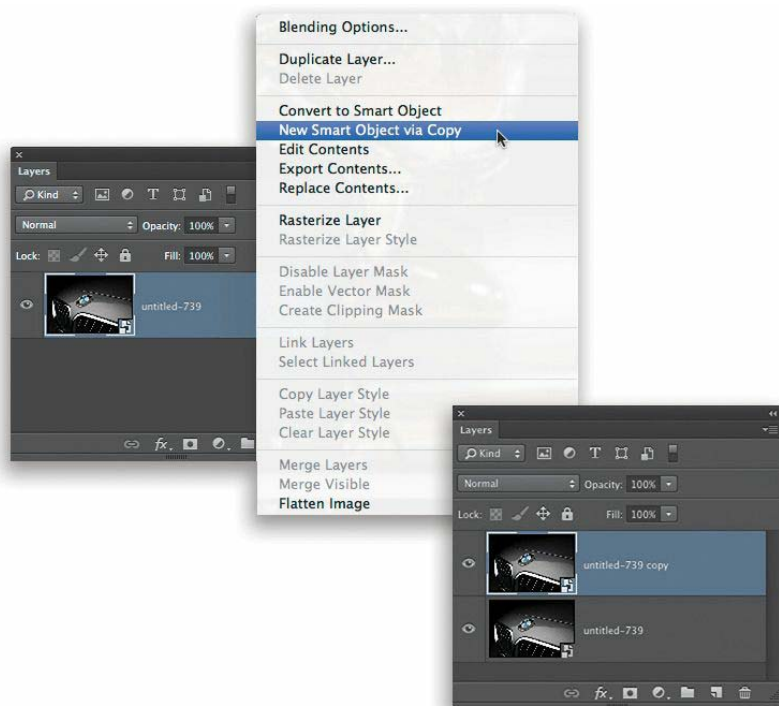 Layers
Kind
T
Normal
Opacity: 100%
Lock:
Fill: 100%
untitled-739
fx.
Blending Options...
Duplicate Layer...
Delete Layer
Convert to Smart Object
New Smart Object via Copy
Edit Contents
Export Contents...
Replace Contents...
Rasterize Layer
Rasterize Layer Style
Disable Layer Mask
Enable Vector Mask
Create Clipping Mask
Link Layers
Select Linked Layers
Copy Layer Style
Paste Layer Style
Clear Layer Style
Merge Layers
Merge Visible
Flatten Image
Layers
Kind
T
Normal
Opacity: 100%
Lock:
Fill: 100%
untitled-739 copy
untitled-739
fx.